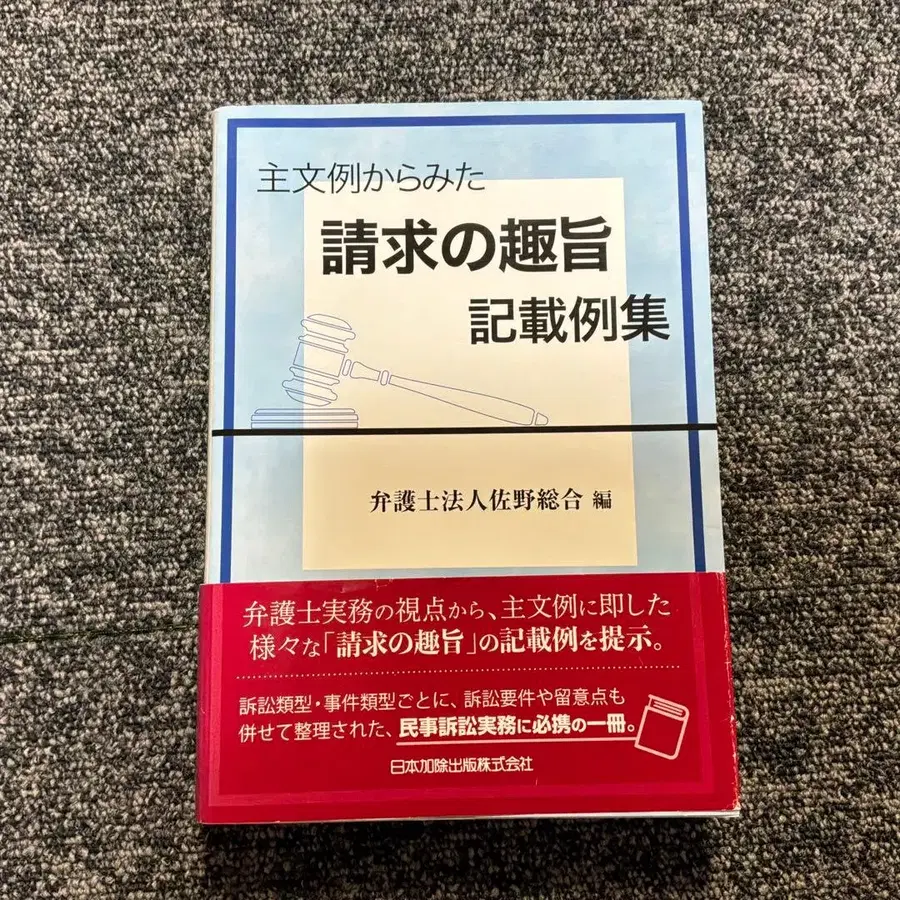 主文例からみた
請求の趣旨
記載例集
弁護士法人佐野総合 編
弁護士実務の視点から、主文例に即した
様々な「請求の趣旨」の記載例を提示。
訴訟類型・事件類型ごとに、訴訟要件や留意点も
併せて整理された、民事訴訟実務に必携の一冊。
日本加除出版株式会社